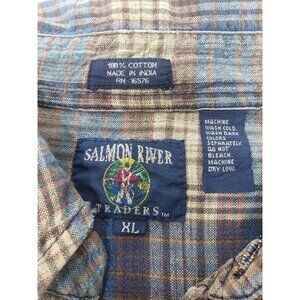 100% COTTON
MADE IN INDIA
RN 16576
SALMON RIVER
TRADERS™
XL
MACHINE
WASH COLD.
WASH DARK
COLORS
SEPARATELY.
DO NOT
BLEACH.
MACHINE
DRY LOW.